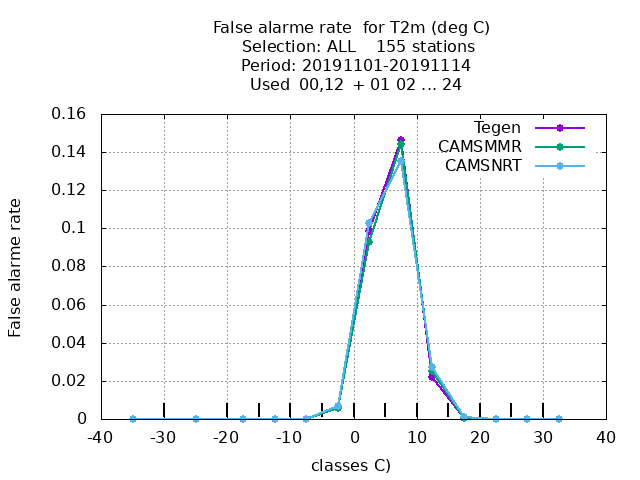 False alarme rate for T2m (deg C)
Selection: ALL 155 stations
Period: 20191101-20191114
Used 00,12 + 01 02 ... 24
Tegen
CAMSMMR
CAMSNRT
0.16
0.14
0.12
0.1
0.08
0.06
0.04
0.02
0
False alarme rate
-40 -30 -20 -10 0 10 20 30 40
classes C)